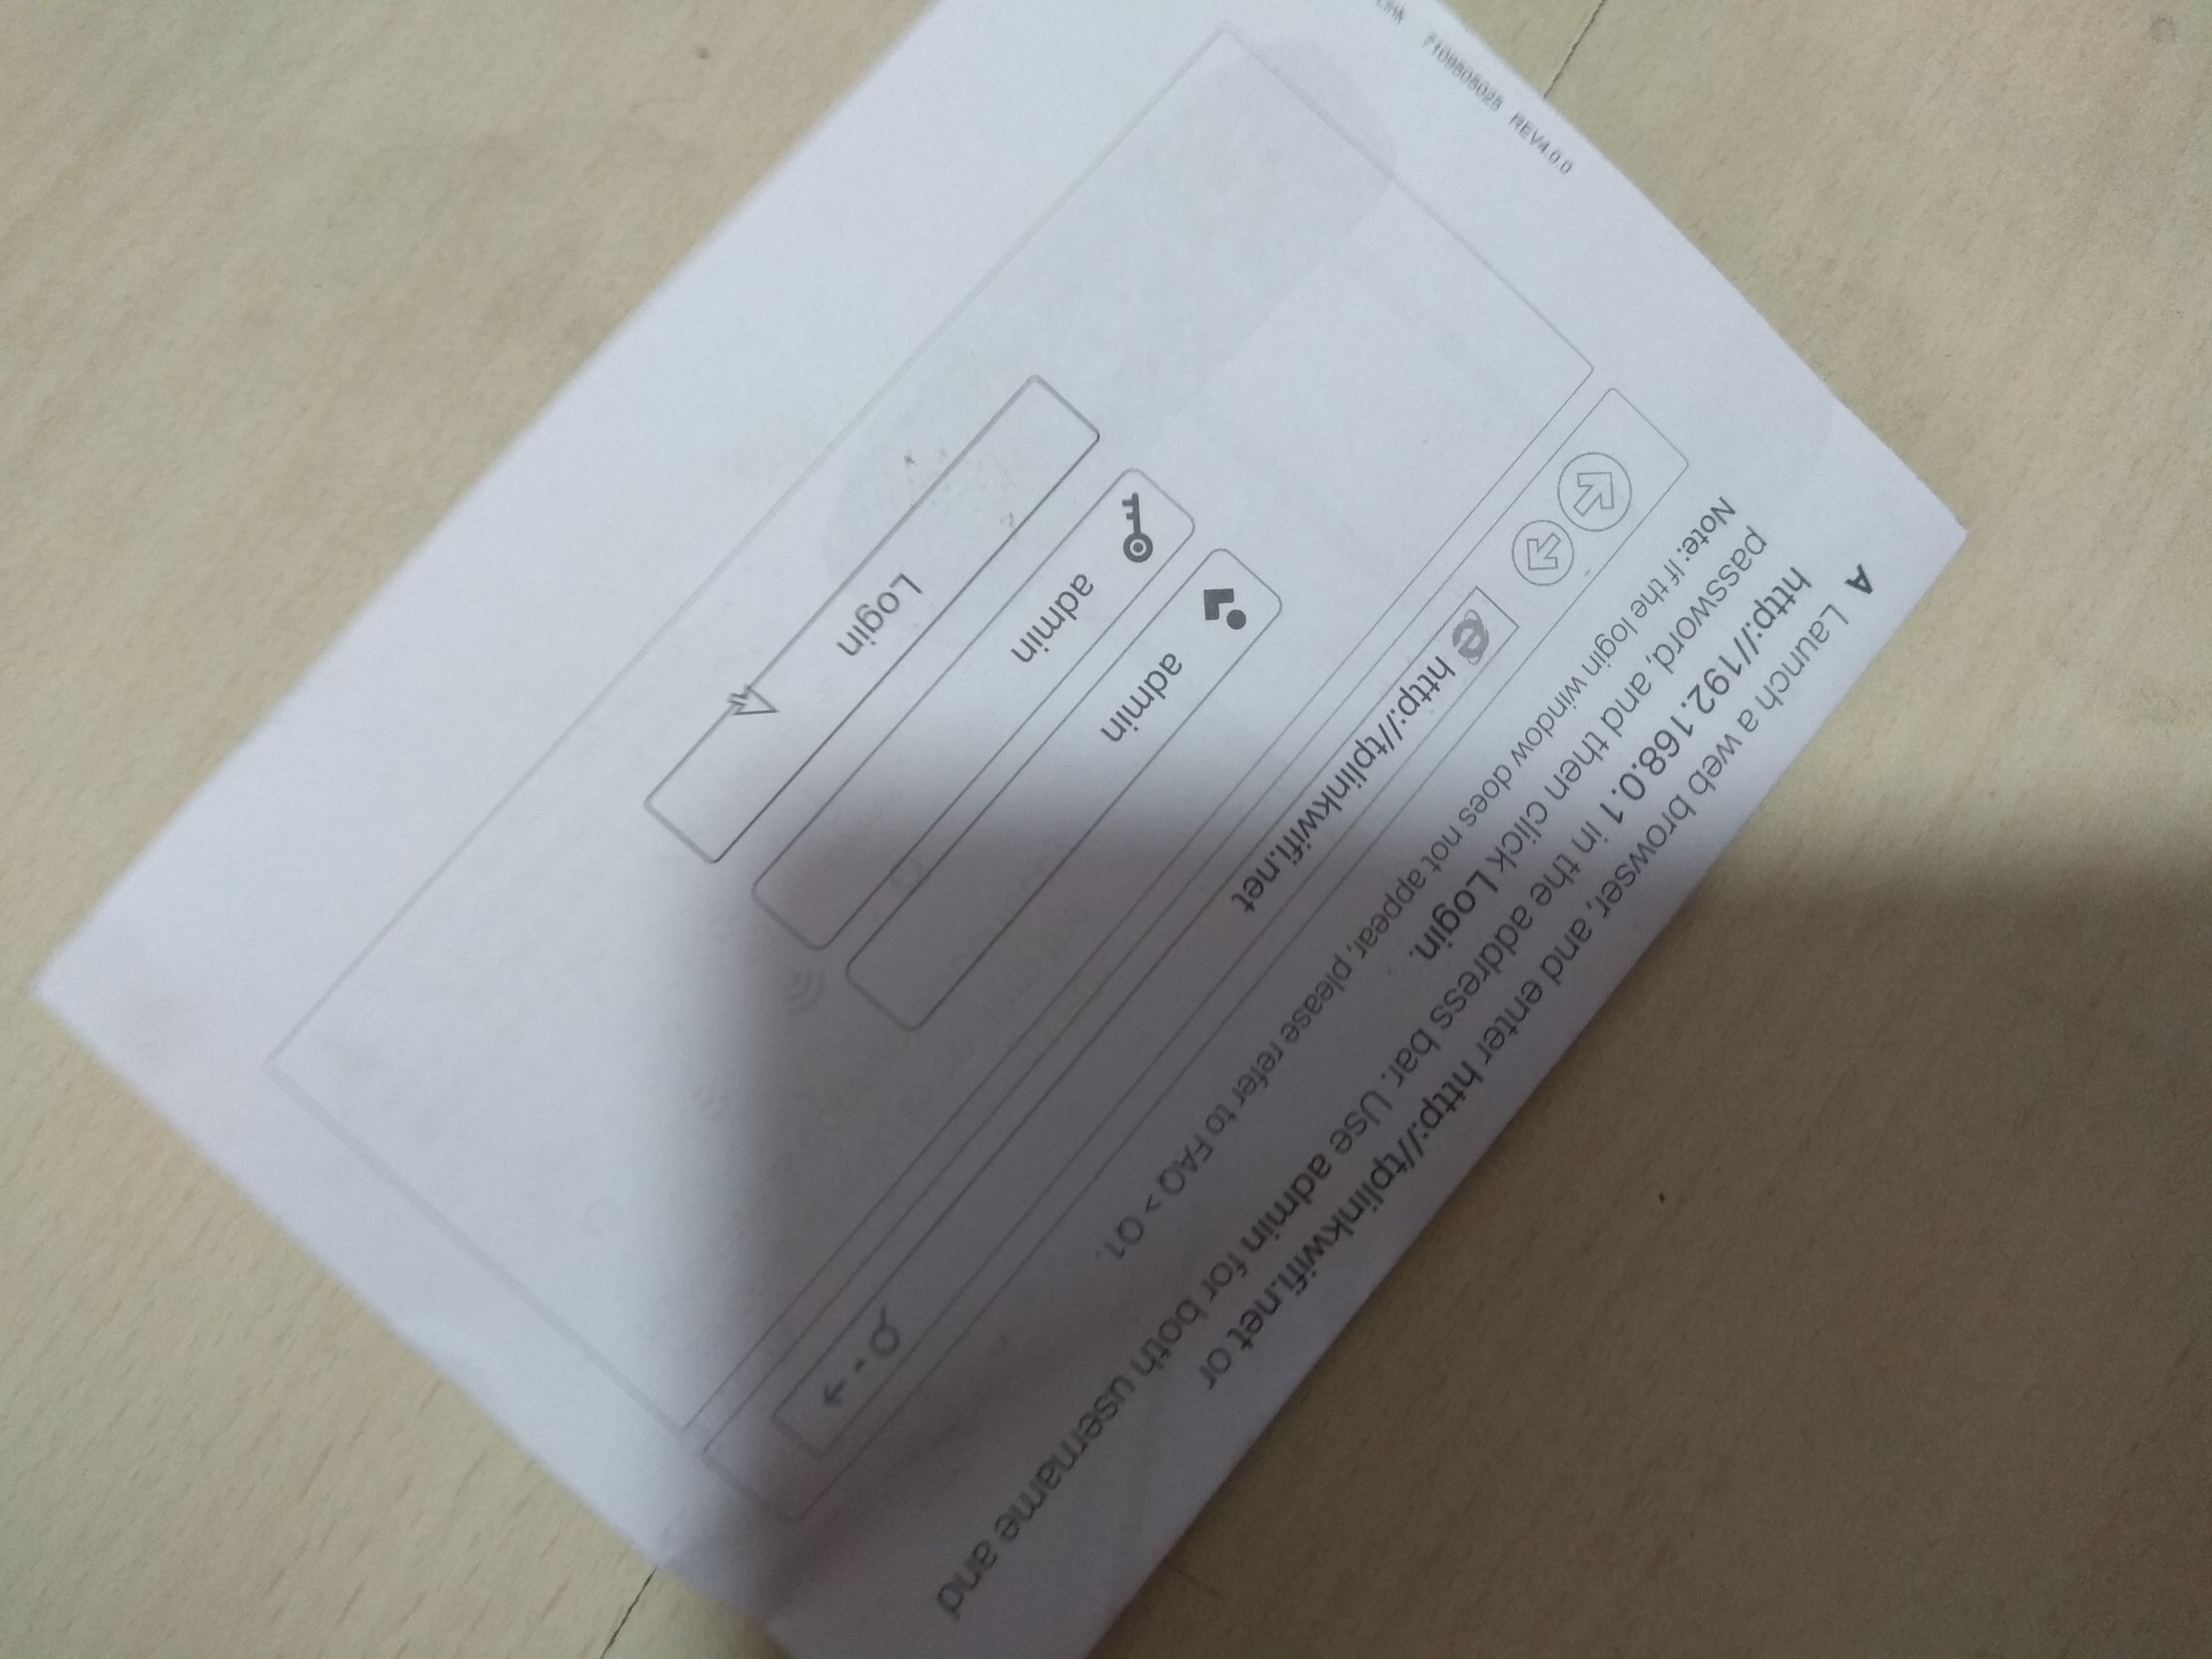 A Launch a web browser, and enter http://tplinkwifi.net or
http://192.168.0.1 in the address bar. Use admin for both username and
password, and then click Login.
Note: If the login window does not appear, please refer to FAQ > Q1.
http://tplinkwifi.net
admin
admin
Login
7109505025 REV4.0.0